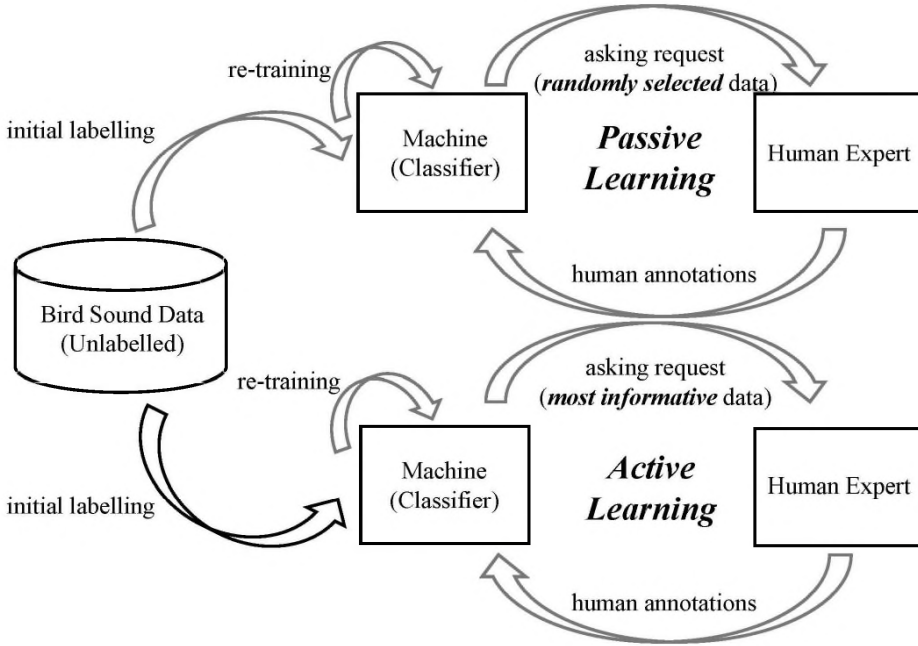 re-training
asking request
(randomly selected data)
initial labelling
Machine
(Classifier)
Passive
Learning
Human Expert
human annotations
Bird Sound Data
(Unlabelled)
re-training
asking request
(most informative data)
initial labelling
Machine
(Classifier)
Active
Learning
Human Expert
human annotations